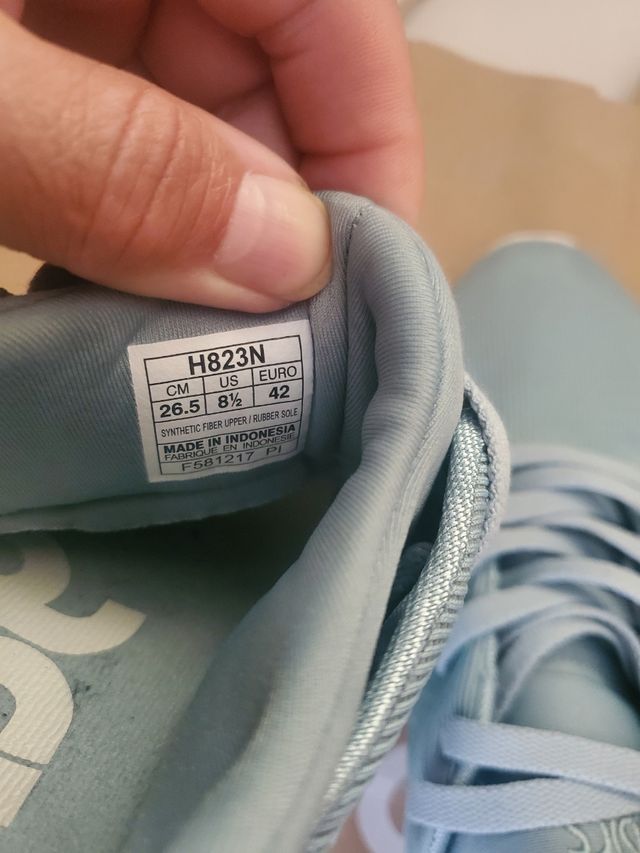 H823N
CM US EURO
26.5 8½ 42
SYNTHETIC FIBER UPPER / RUBBER SOLE
MADE IN INDONESIA
FABRIQUE EN INDONESIE
F581217 PI